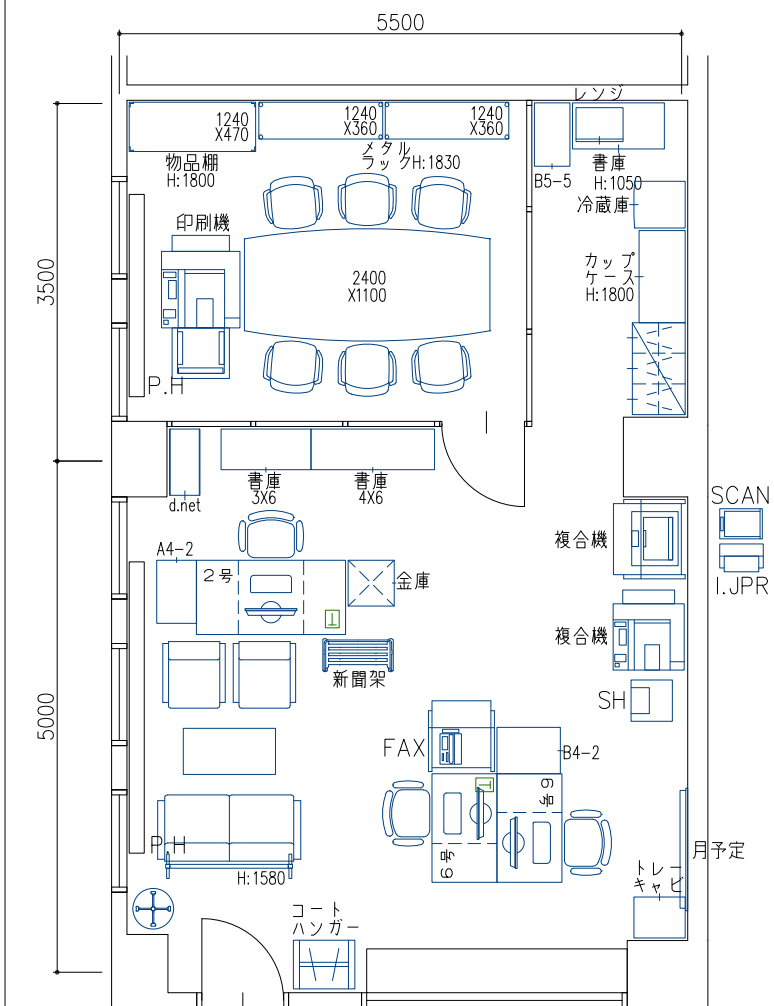 5500
レンジ
1240
X470
1240
X360
1240
X360
物品棚
H:1800
メタル
ラックH:1830
B5-5
書庫
H:1050
冷蔵庫
印刷機
カップ
ケース
H:1800
2400
X1100
3500
P.H
書庫
3X6
書庫
4X6
d.net
SCAN
複合機
A4-2
2号
金庫
I.JPR
T
複合機
新聞架
SH
5000
FAX
B4-2
T
6号
6号
P.H
月予定
H:1580
トレー
キャビ
コート
ハンガー